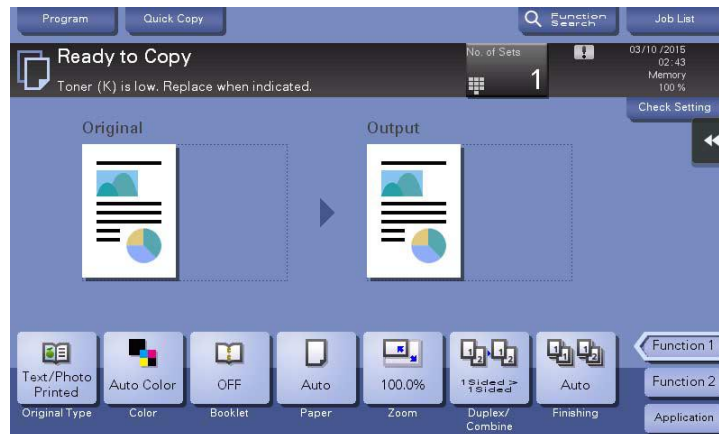 Program
Quick Copy
Function
Search
Job List
Ready to Copy
Toner (K) is low. Replace when indicated.
No. of Sets
1
03/10/2015
02:43
Memory
100 %
Check Setting
Original
Output
Text/Photo
Printed
Original Type
Auto Color
Color
OFF
Booklet
Auto
Paper
100.0%
Zoom
1Sided >
1Sided
Duplex/
Combine
Auto
Finishing
Function 1
Function 2
Application